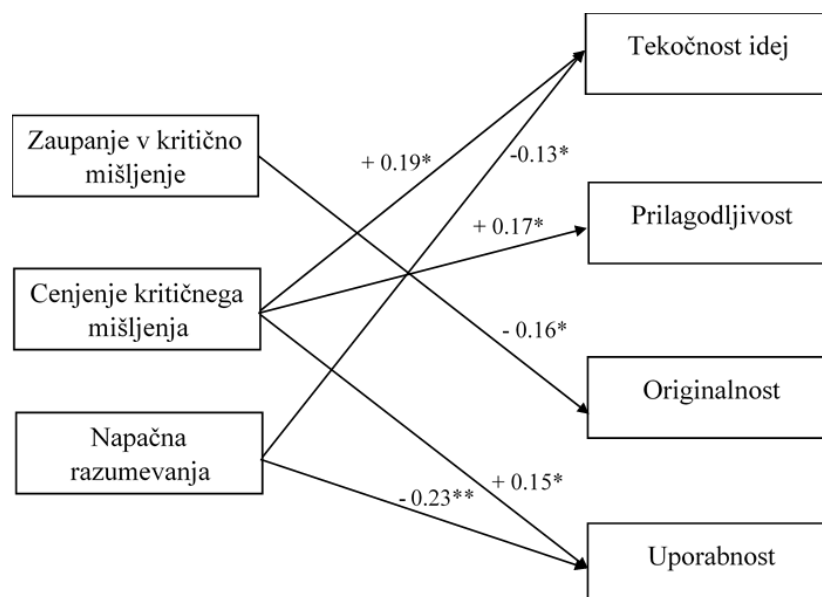 Tekočnost idej
Zaupanje v kritično
mišljenje
+ 0.19*
-0.13*
Prilagodljivost
+ 0.17*
Cenjenje kritičnega
mišljenja
- 0.16*
Originalnost
Napačna
razumevanja
- 0.23**
+ 0.15*
Uporabnost